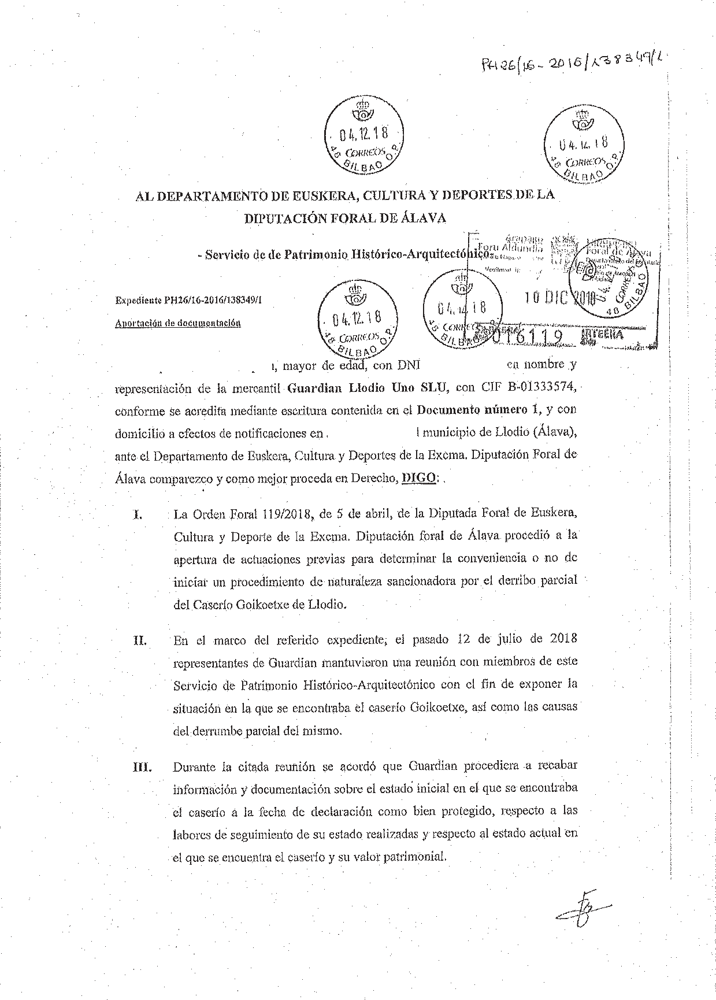 PH26/16-2016/138349/1
04.12.18
CORREOS
48 BILBAO O.P.
04.12.18
CORREOS
48 BILBAO O.P.
AL DEPARTAMENTO DE EUSKERA, CULTURA Y DEPORTES DE LA
DIPUTACIÓN FORAL DE ÁLAVA
- Servicio de de Patrimonio Histórico-Arquitectónico-
Foru Aldundia
Foral de Álava
Expediente PH26/16-2016/138349/1
Aportación de documentación
04.12.18
CORREOS
48 BILBAO O.P.
04.12.18
CORREOS
48 BILBAO
10 DIC 2018
CORREOS
48 BILBAO
016119
, mayor de edad, con DNI en nombre y
representación de la mercantil Guardian Llodio Uno SLU, con CIF B-01333574,
conforme se acredita mediante escritura contenida en el Documento número 1, y con
domicilio a efectos de notificaciones en municipio de Llodio (Álava),
ante el Departamento de Euskera, Cultura y Deportes de la Excma. Diputación Foral de
Álava comparezco y como mejor proceda en Derecho, DIGO:
I. La Orden Foral 119/2018, de 5 de abril, de la Diputada Foral de Euskera,
Cultura y Deporte de la Excma. Diputación foral de Álava procedió a la
apertura de actuaciones previas para determinar la conveniencia o no de
iniciar un procedimiento de naturaleza sancionadora por el derribo parcial
del Caserío Goikoetxe de Llodio.
II. En el marco del referido expediente, el pasado 12 de julio de 2018
representantes de Guardian mantuvieron una reunión con miembros de este
Servicio de Patrimonio Histórico-Arquitectónico con el fin de exponer la
situación en la que se encontraba el caserío Goikoetxe, así como las causas
del derrumbe parcial del mismo.
III. Durante la citada reunión se acordó que Guardian procediera a recabar
información y documentación sobre el estado inicial en el que se encontraba
el caserío a la fecha de declaración como bien protegido, respecto a las
labores de seguimiento de su estado realizadas y respecto al estado actual en
el que se encuentra el caserío y su valor patrimonial.